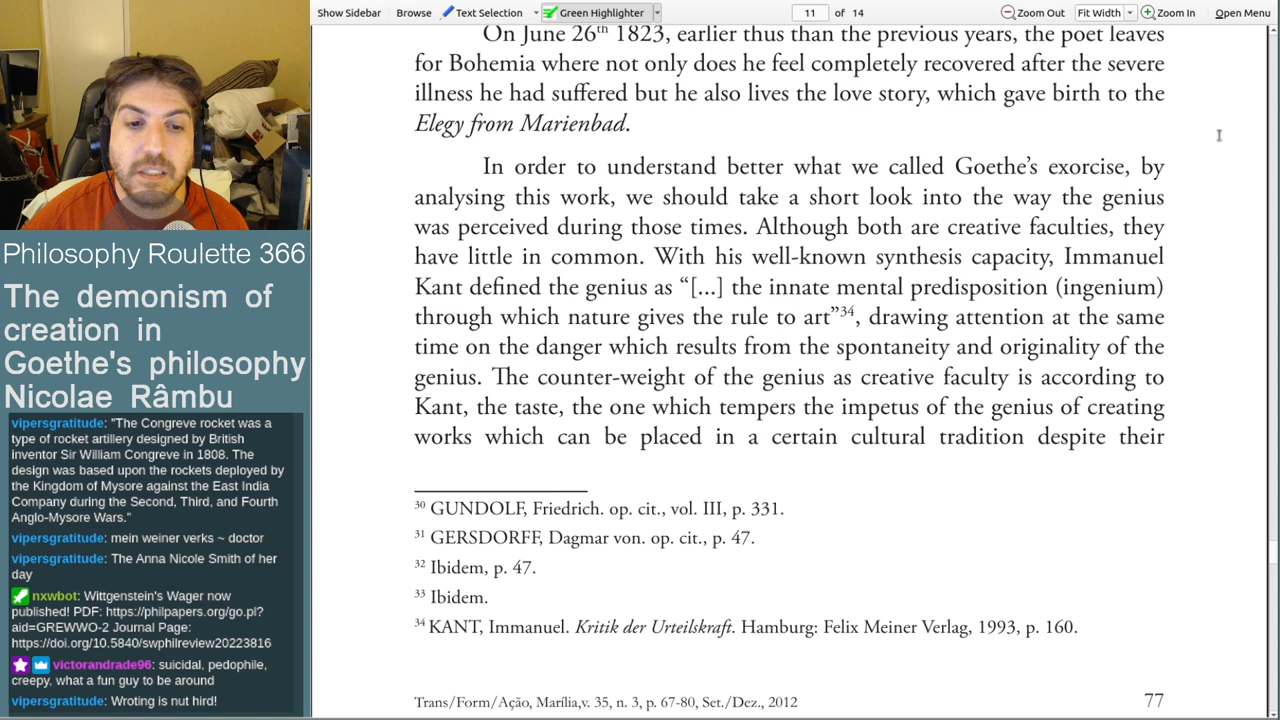 Show Sidebar Browse Text Selection Green Highlighter 11 of 14 Zoom Out Fit Width Zoom In Open Menu
On June 26th 1823, earlier thus than the previous years, the poet leaves
for Bohemia where not only does he feel completely recovered after the severe
illness he had suffered but he also lives the love story, which gave birth to the
Elegy from Marienbad.
In order to understand better what we called Goethe’s exorcise, by
analysing this work, we should take a short look into the way the genius
was perceived during those times. Although both are creative faculties, they
have little in common. With his well-known synthesis capacity, Immanuel
Kant defined the genius as “[...] the innate mental predisposition (ingenium)
through which nature gives the rule to art”34, drawing attention at the same
time on the danger which results from the spontaneity and originality of the
genius. The counter-weight of the genius as creative faculty is according to
Kant, the taste, the one which tempers the impetus of the genius of creating
works which can be placed in a certain cultural tradition despite their
30 GUNDOLF, Friedrich. op. cit., vol. III, p. 331.
31 GERSDORFF, Dagmar von. op. cit., p. 47.
32 Ibidem, p. 47.
33 Ibidem.
34 KANT, Immanuel. Kritik der Urteilskraft. Hamburg: Felix Meiner Verlag, 1993, p. 160.
Trans/Form/Ação, Marília,v. 35, n. 3, p. 67-80, Set./Dez., 2012 77
Philosophy Roulette 366
The demonism of
creation in
Goethe's philosophy
Nicolae Râmbu
vipersgratitude: "The Congreve rocket was a
type of rocket artillery designed by British
inventor Sir William Congreve in 1808. The
design was based upon the rockets deployed by
the Kingdom of Mysore against the East India
Company during the Second, Third, and Fourth
Anglo-Mysore Wars."
vipersgratitude: mein weiner verks ~ doctor
vipersgratitude: The Anna Nicole Smith of her
day
nxwbot: Wittgenstein's Wager now
published! PDF: https://philpapers.org/go.pl?
aid=GREWWO-2 Journal Page:
https://doi.org/10.5840/swphilreview20223816
victorandrade96: suicidal, pedophile,
creepy, what a fun guy to be around
vipersgratitude: Wroting is nut hird!